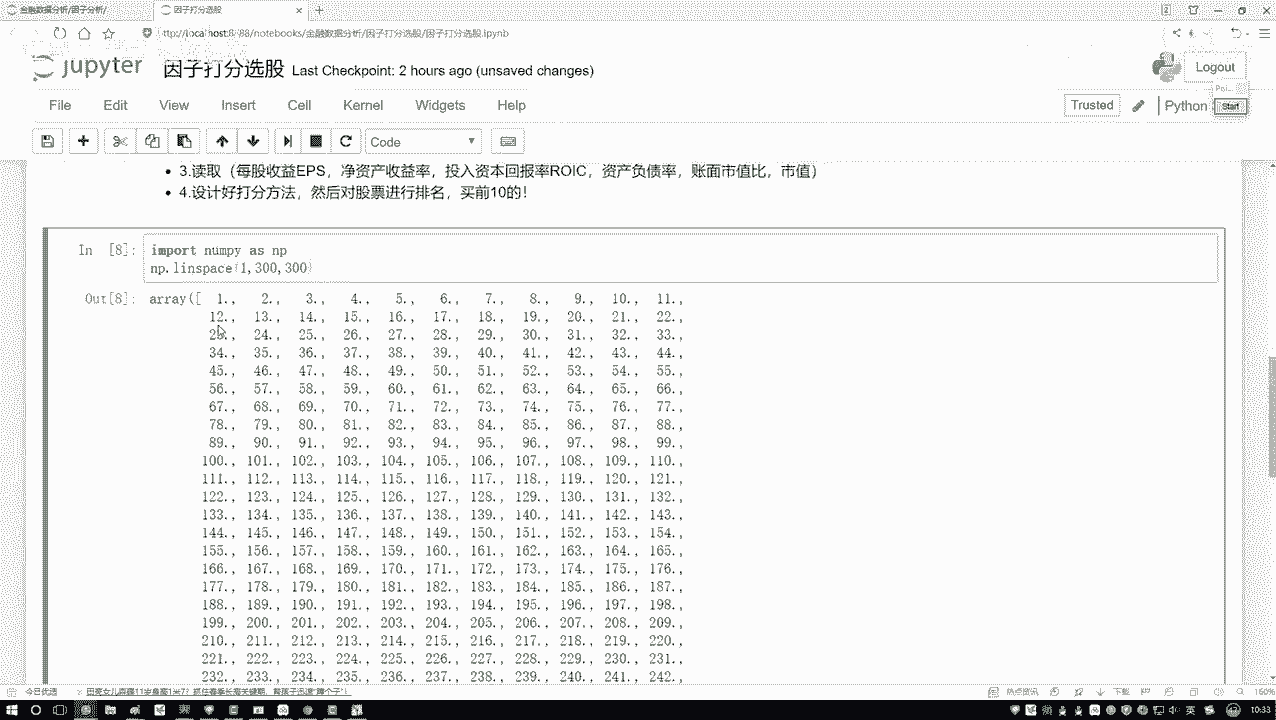 金融数据分析/因子分析/
因子打分选股
ttp://localhost:8888/notebooks/金融数据分析/因子打分选股/因子打分选股.ipynb
jupyter 因子打分选股 Last Checkpoint: 2 hours ago (unsaved changes)
Logout
File Edit View Insert Cell Kernel Widgets Help
Trusted Python
Start
Code
3.读取（每股收益EPS，净资产收益率，投入资本回报率ROIC，资产负债率，账面市值比，市值）
4.设计好打分方法，然后对股票进行排名，买前10的！
In [8]: import numpy as np
np.linspace(1,300,300)
Out[8]: array([ 1., 2., 3., 4., 5., 6., 7., 8., 9., 10., 11.,
12., 13., 14., 15., 16., 17., 18., 19., 20., 21., 22.,
23., 24., 25., 26., 27., 28., 29., 30., 31., 32., 33.,
34., 35., 36., 37., 38., 39., 40., 41., 42., 43., 44.,
45., 46., 47., 48., 49., 50., 51., 52., 53., 54., 55.,
56., 57., 58., 59., 60., 61., 62., 63., 64., 65., 66.,
67., 68., 69., 70., 71., 72., 73., 74., 75., 76., 77.,
78., 79., 80., 81., 82., 83., 84., 85., 86., 87., 88.,
89., 90., 91., 92., 93., 94., 95., 96., 97., 98., 99.,
100., 101., 102., 103., 104., 105., 106., 107., 108., 109., 110.,
111., 112., 113., 114., 115., 116., 117., 118., 119., 120., 121.,
122., 123., 124., 125., 126., 127., 128., 129., 130., 131., 132.,
133., 134., 135., 136., 137., 138., 139., 140., 141., 142., 143.,
144., 145., 146., 147., 148., 149., 150., 151., 152., 153., 154.,
155., 156., 157., 158., 159., 160., 161., 162., 163., 164., 165.,
166., 167., 168., 169., 170., 171., 172., 173., 174., 175., 176.,
177., 178., 179., 180., 181., 182., 183., 184., 185., 186., 187.,
188., 189., 190., 191., 192., 193., 194., 195., 196., 197., 198.,
199., 200., 201., 202., 203., 204., 205., 206., 207., 208., 209.,
210., 211., 212., 213., 214., 215., 216., 217., 218., 219., 220.,
221., 222., 223., 224., 225., 226., 227., 228., 229., 230., 231.,
232., 233., 234., 235., 236., 237., 238., 239., 240., 241., 242.,
今日优选 热点资讯 下载 150%
英 10:33